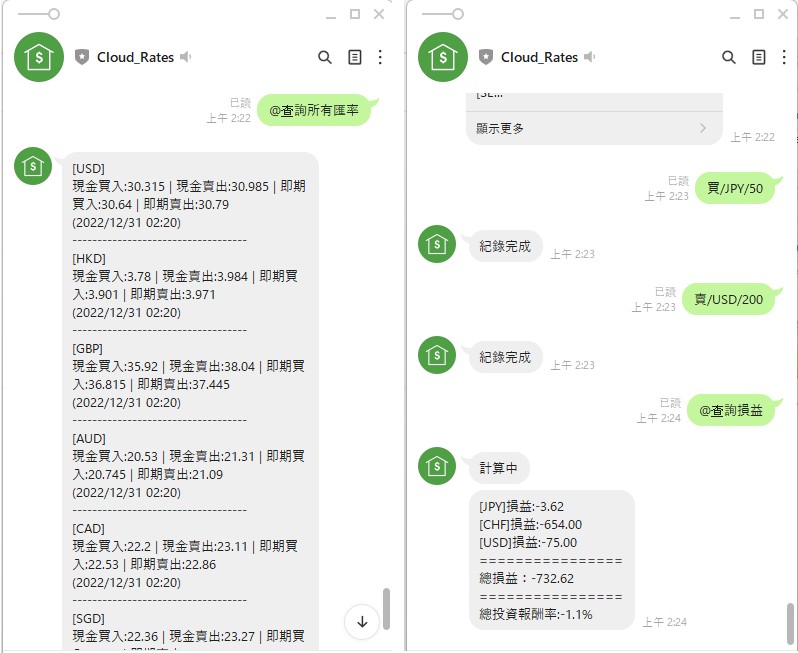 Cloud_Rates
已讀
上午 2:22
@查詢所有匯率
[USD]
現金買入:30.315 | 現金賣出:30.985 | 即期
買入:30.64 | 即期賣出:30.79
(2022/12/31 02:20)
----------------------------------
[HKD]
現金買入:3.78 | 現金賣出:3.984 | 即期買
入:3.901 | 即期賣出:3.971
(2022/12/31 02:20)
----------------------------------
[GBP]
現金買入:35.92 | 現金賣出:38.04 | 即期買
入:36.815 | 即期賣出:37.445
(2022/12/31 02:20)
----------------------------------
[AUD]
現金買入:20.53 | 現金賣出:21.31 | 即期買
入:20.745 | 即期賣出:21.09
(2022/12/31 02:20)
----------------------------------
[CAD]
現金買入:22.2 | 現金賣出:23.11 | 即期買
入:22.53 | 即期賣出:22.86
(2022/12/31 02:20)
----------------------------------
[SGD]
現金買入:22.36 | 現金賣出:23.27 | 即期買
Cloud_Rates
顯示更多
上午 2:22
已讀
上午 2:23
買/JPY/50
紀錄完成
上午 2:23
已讀
上午 2:23
賣/USD/200
紀錄完成
上午 2:23
已讀
上午 2:24
@查詢損益
計算中
[JPY]損益:-3.62
[CHF]損益:-654.00
[USD]損益:-75.00
================
總損益：-732.62
================
總投資報酬率:-1.1%
上午 2:24